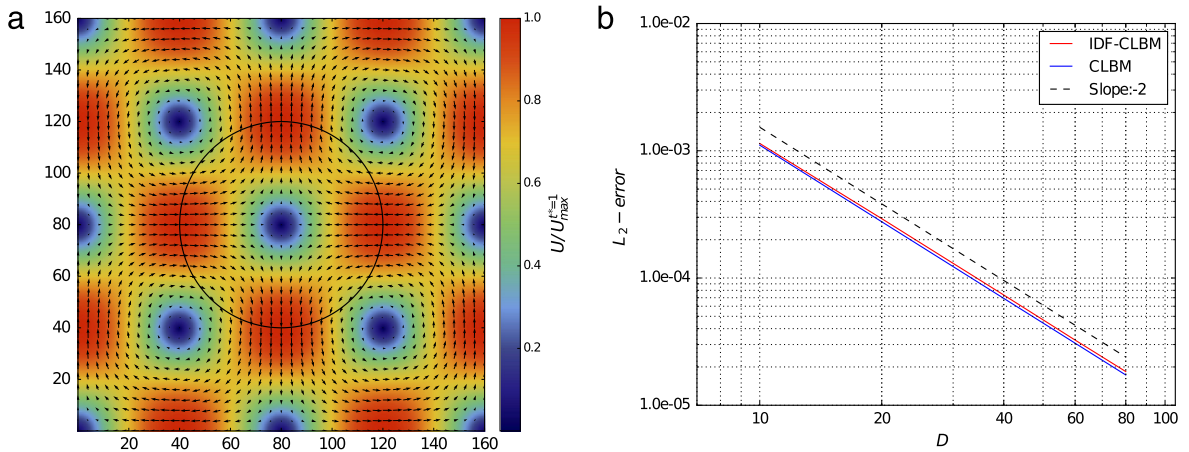 a
160
140
120
100
80
60
40
20
20 40 60 80 100 120 140 160
1.0
0.8
0.6
0.4
0.2
U/U_{max}^{t*=1}
b
1.0e-02
1.0e-03
1.0e-04
1.0e-05
L_2 − error
10 20 40 60 80 100
D
IDF-CLBM
CLBM
Slope:-2